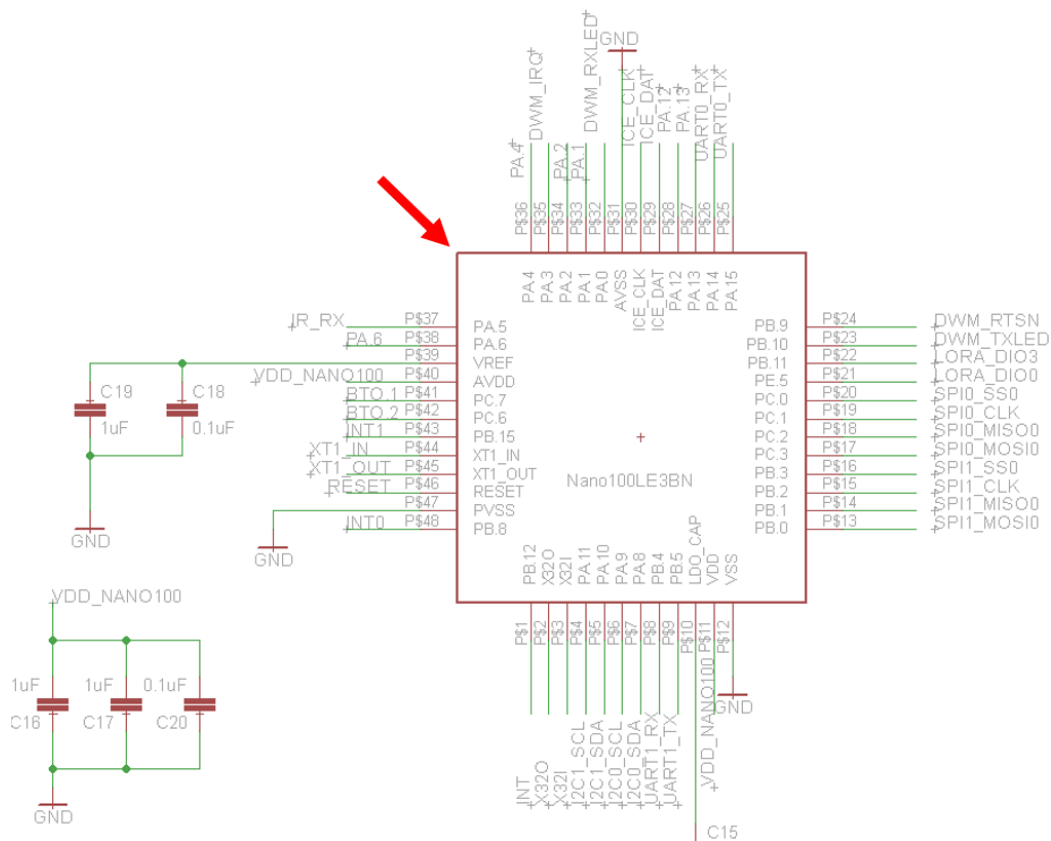 GND
PA.4
DWM_IRQ
PA.2
PA.1
DWM_RXLED
ICE_CLK
ICE_DAT
PA.12
PA.13
UART0_RX
UART0_TX
P$36
P$35
P$34
P$33
P$32
P$31
P$30
P$29
P$28
P$27
P$26
P$25
PA.4
PA.3
PA.2
PA.1
PA.0
AVSS
ICE_CLK
ICE_DAT
PA.12
PA.13
PA.14
PA.15
IR_RX P$37 PA.5
PA.6 P$38 PA.6
P$39 VREF
VDD_NANO100 P$40 AVDD
BTO.1 P$41 PC.7
BTO.2 P$42 PC.6
INT1 P$43 PB.15
XT1_IN P$44 XT1_IN
XT1_OUT P$45 XT1_OUT
RESET P$46 RESET
P$47 PVSS
INT0 P$48 PB.8
PB.9 P$24 DWM_RTSN
PB.10 P$23 DWM_TXLED
PB.11 P$22 LORA_DIO3
PE.5 P$21 LORA_DIO0
PC.0 P$20 SPI0_SS0
PC.1 P$19 SPI0_CLK
PC.2 P$18 SPI0_MISO0
PC.3 P$17 SPI0_MOSI0
PB.3 P$16 SPI1_SS0
PB.2 P$15 SPI1_CLK
PB.1 P$14 SPI1_MISO0
PB.0 P$13 SPI1_MOSI0
Nano100LE3BN
C19
1uF
C18
0.1uF
GND
GND
PB.12
X32O
X32I
PA.11
PA.10
PA.9
PA.8
PB.4
PB.5
LDO_CAP
VDD
VSS
P$1
P$2
P$3
P$4
P$5
P$6
P$7
P$8
P$9
P$10
P$11
P$12
INT
X32O
X32I
I2C1_SCL
I2C1_SDA
I2C0_SCL
I2C0_SDA
UART1_RX
UART1_TX
VDD_NANO100
GND
C15
VDD_NANO100
1uF
C16
1uF
C17
0.1uF
C20
GND